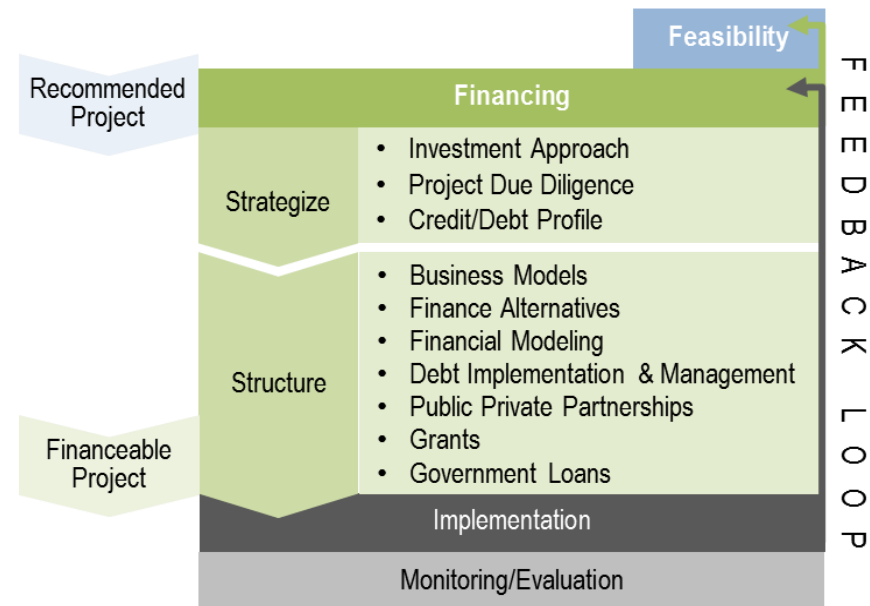 Feasibility
Recommended
Project
Financing
Strategize
• Investment Approach
• Project Due Diligence
• Credit/Debt Profile
Structure
• Business Models
• Finance Alternatives
• Financial Modeling
• Debt Implementation & Management
• Public Private Partnerships
• Grants
• Government Loans
Financeable
Project
Implementation
Monitoring/Evaluation
FEEDBACK LOOP